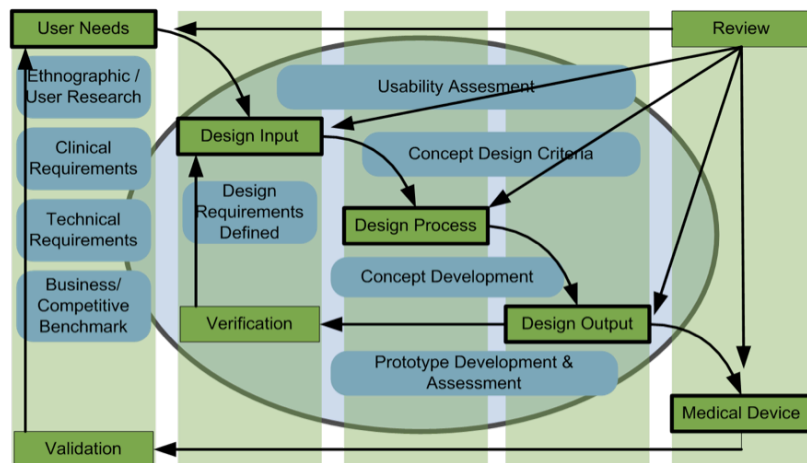 User Needs
Review
Ethnographic /
User Research
Usability Assesment
Design Input
Clinical
Requirements
Concept Design Criteria
Design
Requirements
Defined
Technical
Requirements
Design Process
Concept Development
Business/
Competitive
Benchmark
Verification
Design Output
Prototype Development &
Assessment
Medical Device
Validation